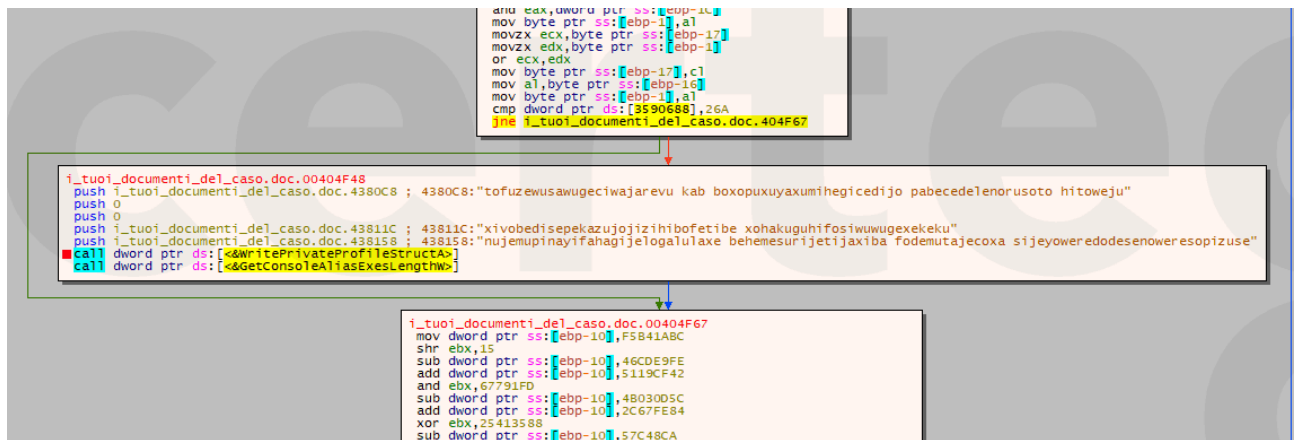 and eax,dword ptr ss:[ebp-1C]
mov byte ptr ss:[ebp-1],al
movzx ecx,byte ptr ss:[ebp-17]
movzx edx,byte ptr ss:[ebp-1]
or ecx,edx
mov byte ptr ss:[ebp-17],cl
mov al,byte ptr ss:[ebp-16]
mov byte ptr ss:[ebp-1],al
cmp dword ptr ds:[3590688],26A
jne i_tuoi_documenti_del_caso.doc.404F67
i_tuoi_documenti_del_caso.doc.00404F48
push i_tuoi_documenti_del_caso.doc.4380C8 ; 4380C8:"tofuzewusawugeciwajarevu kab boxopuxuyaxumihegicedijo pabecedelenorusoto hitoweju"
push 0
push 0
push i_tuoi_documenti_del_caso.doc.43811C ; 43811C:"xivobedisepekazujojizihibofetibe xohakuguhifosiwuwugexekeku"
push i_tuoi_documenti_del_caso.doc.438158 ; 438158:"nujemupinayifahagijelogalulaxe behemesurijetijaxiba fodemutajecoxa sijeyoweredodesenoweresopizuse"
call dword ptr ds:[<&WritePrivateProfileStructA>]
call dword ptr ds:[<&GetConsoleAliasExesLengthW>]
i_tuoi_documenti_del_caso.doc.00404F67
mov dword ptr ss:[ebp-10],F5B41ABC
shr ebx,15
sub dword ptr ss:[ebp-10],46CDE9FE
add dword ptr ss:[ebp-10],5119CF42
and ebx,67791FD
sub dword ptr ss:[ebp-10],4B030D5C
add dword ptr ss:[ebp-10],2C67FE84
xor ebx,25413588
sub dword ptr ss:[ebp-10],57C48CA
certeg